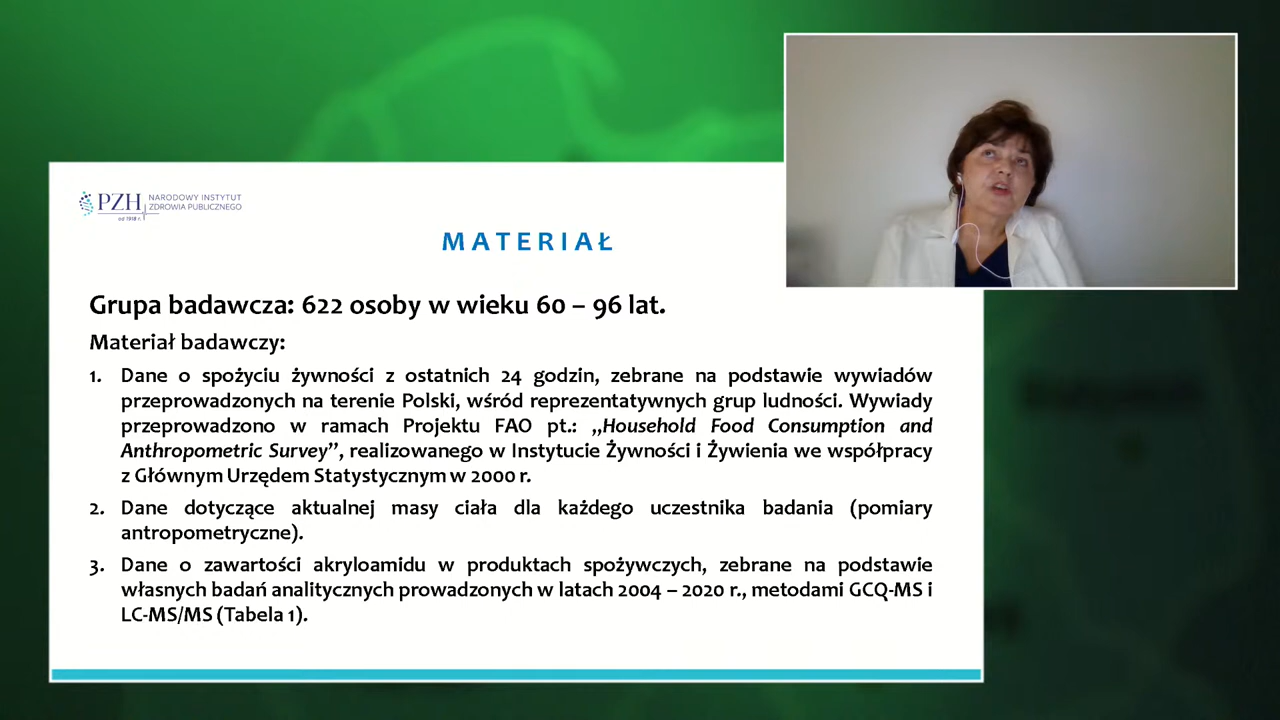 PZH NARODOWY INSTYTUT
ZDROWIA PUBLICZNEGO
od 1918 r.
MATERIAŁ
Grupa badawcza: 622 osoby w wieku 60 – 96 lat.
Materiał badawczy:
1. Dane o spożyciu żywności z ostatnich 24 godzin, zebrane na podstawie wywiadów
przeprowadzonych na terenie Polski, wśród reprezentatywnych grup ludności. Wywiady
przeprowadzono w ramach Projektu FAO pt.: „Household Food Consumption and
Anthropometric Survey”, realizowanego w Instytucie Żywności i Żywienia we współpracy
z Głównym Urzędem Statystycznym w 2000 r.
2. Dane dotyczące aktualnej masy ciała dla każdego uczestnika badania (pomiary
antropometryczne).
3. Dane o zawartości akryloamidu w produktach spożywczych, zebrane na podstawie
własnych badań analitycznych prowadzonych w latach 2004 – 2020 r., metodami GCQ-MS i
LC-MS/MS (Tabela 1).